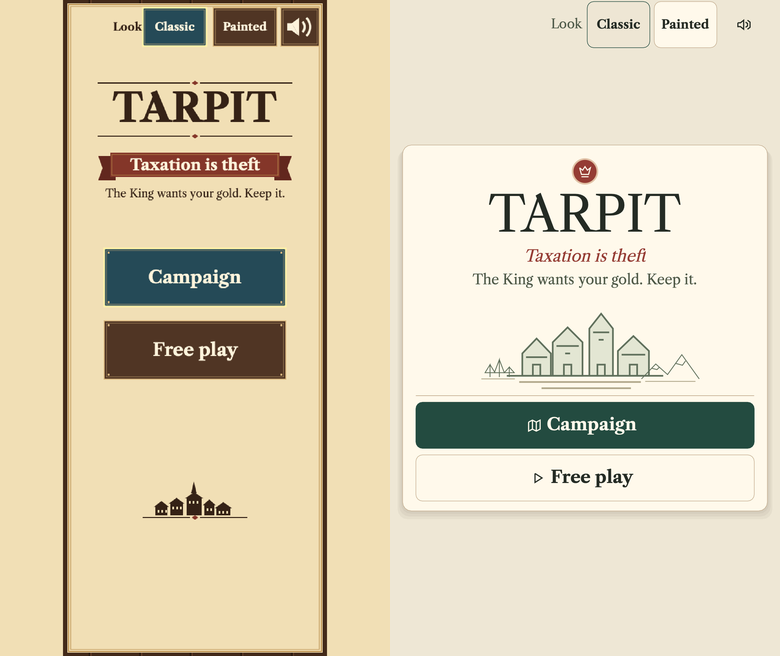 Look Classic Painted
TARPIT
Taxation is theft
The King wants your gold. Keep it.
Campaign
Free play
Look Classic Painted
TARPIT
Taxation is theft
The King wants your gold. Keep it.
Campaign
Free play